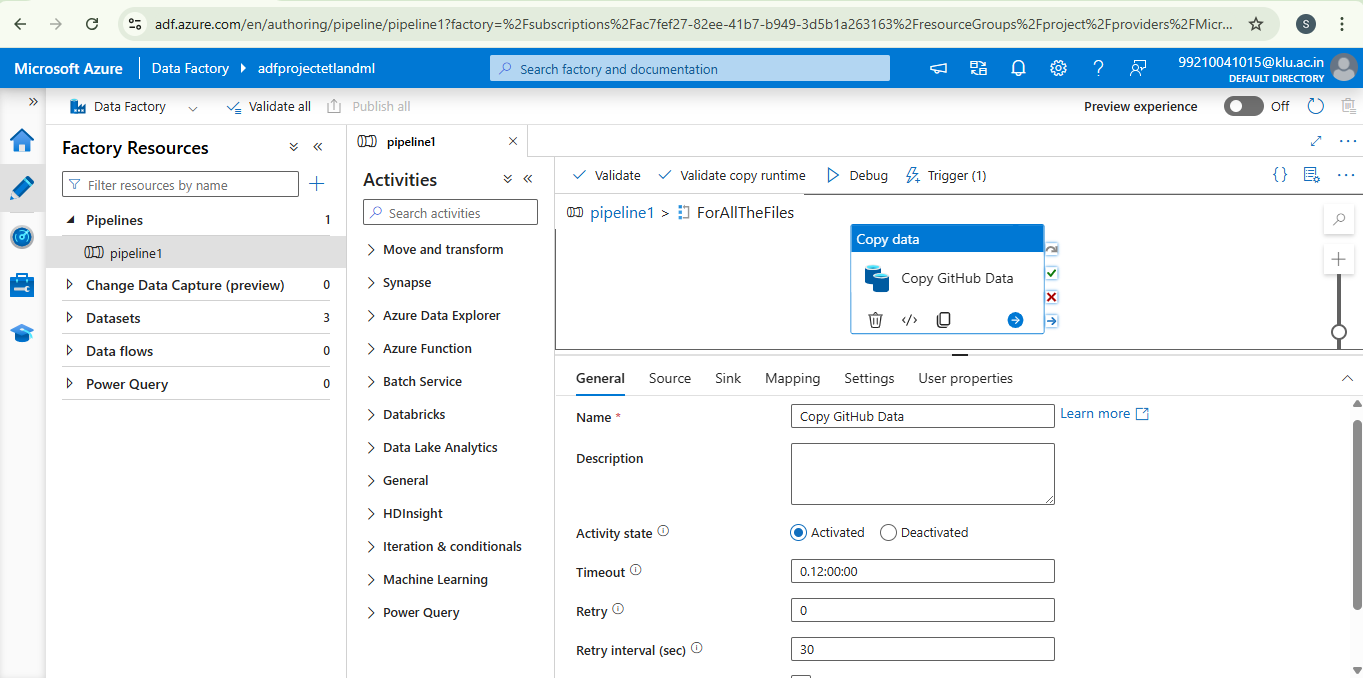 adf.azure.com/en/authoring/pipeline/pipeline1?factory=%2Fsubscriptions%2Fac7fef27-82ee-41b7-b949-3d5b1a263163%2FresourceGroups%2Fproject%2Fproviders%2FMicr...
S
Microsoft Azure
Data Factory
adfprojectetlandml
Search factory and documentation
99210041015@klu.ac.in
DEFAULT DIRECTORY
Data Factory
Validate all
Publish all
Preview experience
Off
Factory Resources
Filter resources by name
Pipelines 1
pipeline1
Change Data Capture (preview) 0
Datasets 3
Data flows 0
Power Query 0
pipeline1
Activities
Search activities
Move and transform
Synapse
Azure Data Explorer
Azure Function
Batch Service
Databricks
Data Lake Analytics
General
HDInsight
Iteration & conditionals
Machine Learning
Power Query
Validate
Validate copy runtime
Debug
Trigger (1)
pipeline1 > ForAllTheFiles
Copy data
Copy GitHub Data
General
Source
Sink
Mapping
Settings
User properties
Name * Copy GitHub Data Learn more
Description
Activity state Activated Deactivated
Timeout 0.12:00:00
Retry 0
Retry interval (sec) 30